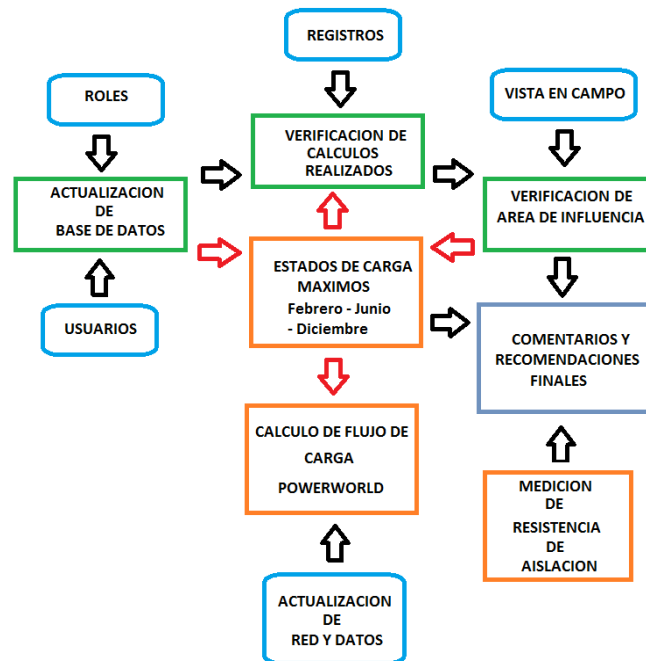 REGISTROS
ROLES
VISTA EN CAMPO
VERIFICACION DE
CALCULOS
REALIZADOS
ACTUALIZACION
DE
BASE DE DATOS
VERIFICACION DE
AREA DE INFLUENCIA
ESTADOS DE CARGA
MAXIMOS
Febrero - Junio
- Diciembre
USUARIOS
COMENTARIOS Y
RECOMENDACIONES
FINALES
CALCULO DE FLUJO DE
CARGA
POWERWORLD
MEDICION
DE
RESISTENCIA
DE
AISLACION
ACTUALIZACION
DE
RED Y DATOS